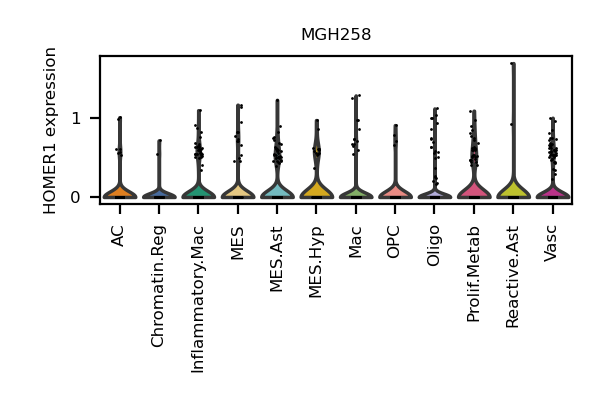 MGH258
HOMER1 expression
1
0
AC
Chromatin.Reg
Inflammatory.Mac
MES
MES.Ast
MES.Hyp
Mac
OPC
Oligo
Prolif.Metab
Reactive.Ast
Vasc